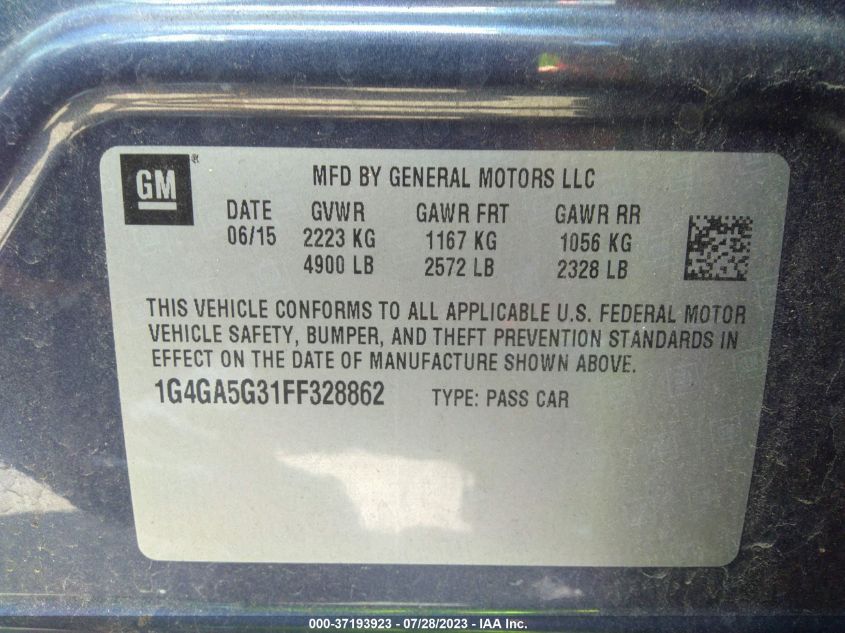 GM ®
MFD BY GENERAL MOTORS LLC
DATE GVWR GAWR FRT GAWR RR
06/15 2223 KG 1167 KG 1056 KG
4900 LB 2572 LB 2328 LB
THIS VEHICLE CONFORMS TO ALL APPLICABLE U.S. FEDERAL MOTOR
VEHICLE SAFETY, BUMPER, AND THEFT PREVENTION STANDARDS IN
EFFECT ON THE DATE OF MANUFACTURE SHOWN ABOVE.
1G4GA5G31FF328862 TYPE: PASS CAR
000-37193923 / 07/28/2023 - IAA Inc.